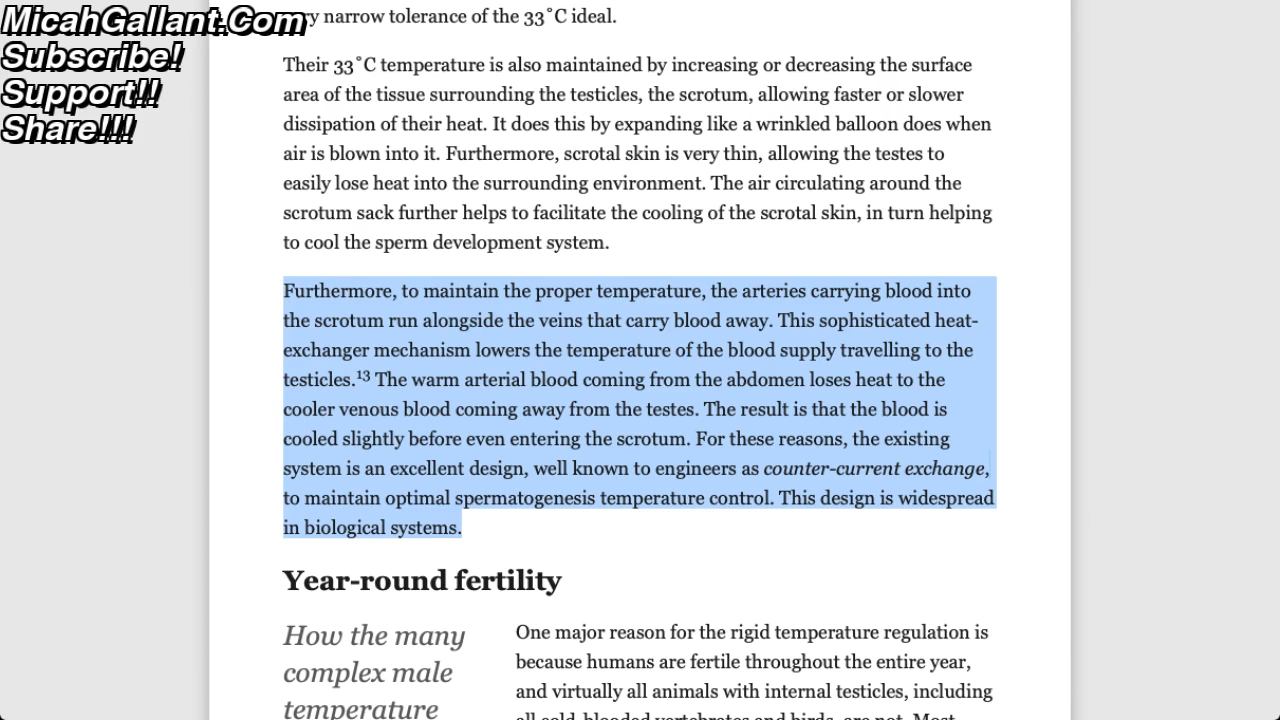 MicahGallant.Com
Subscribe!
Support!!
Share!!!
narrow tolerance of the 33˚C ideal.
Their 33˚C temperature is also maintained by increasing or decreasing the surface
area of the tissue surrounding the testicles, the scrotum, allowing faster or slower
dissipation of their heat. It does this by expanding like a wrinkled balloon does when
air is blown into it. Furthermore, scrotal skin is very thin, allowing the testes to
easily lose heat into the surrounding environment. The air circulating around the
scrotum sack further helps to facilitate the cooling of the scrotal skin, in turn helping
to cool the sperm development system.
Furthermore, to maintain the proper temperature, the arteries carrying blood into
the scrotum run alongside the veins that carry blood away. This sophisticated heat-
exchanger mechanism lowers the temperature of the blood supply travelling to the
testicles.¹³ The warm arterial blood coming from the abdomen loses heat to the
cooler venous blood coming away from the testes. The result is that the blood is
cooled slightly before even entering the scrotum. For these reasons, the existing
system is an excellent design, well known to engineers as counter-current exchange,
to maintain optimal spermatogenesis temperature control. This design is widespread
in biological systems.
Year-round fertility
How the many
complex male
temperature
One major reason for the rigid temperature regulation is
because humans are fertile throughout the entire year,
and virtually all animals with internal testicles, including
all cold-blooded vertebrates and birds, are not. Most